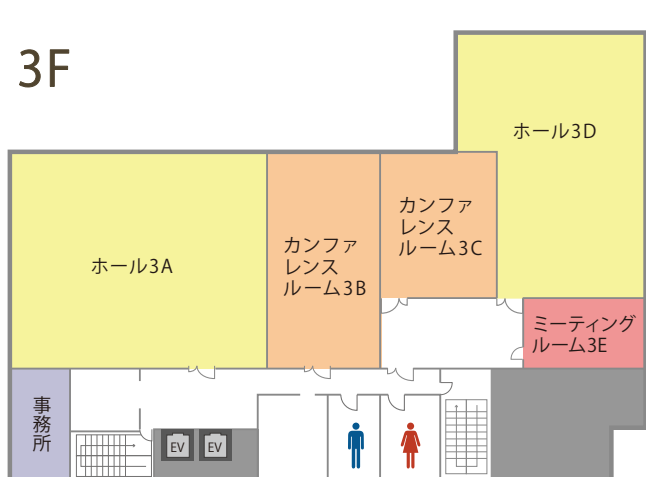 3F
ホール3D
カンファ
レンス
ルーム3C
カンファ
レンス
ルーム3B
ホール3A
ミーティング
ルーム3E
事務所
EV
EV